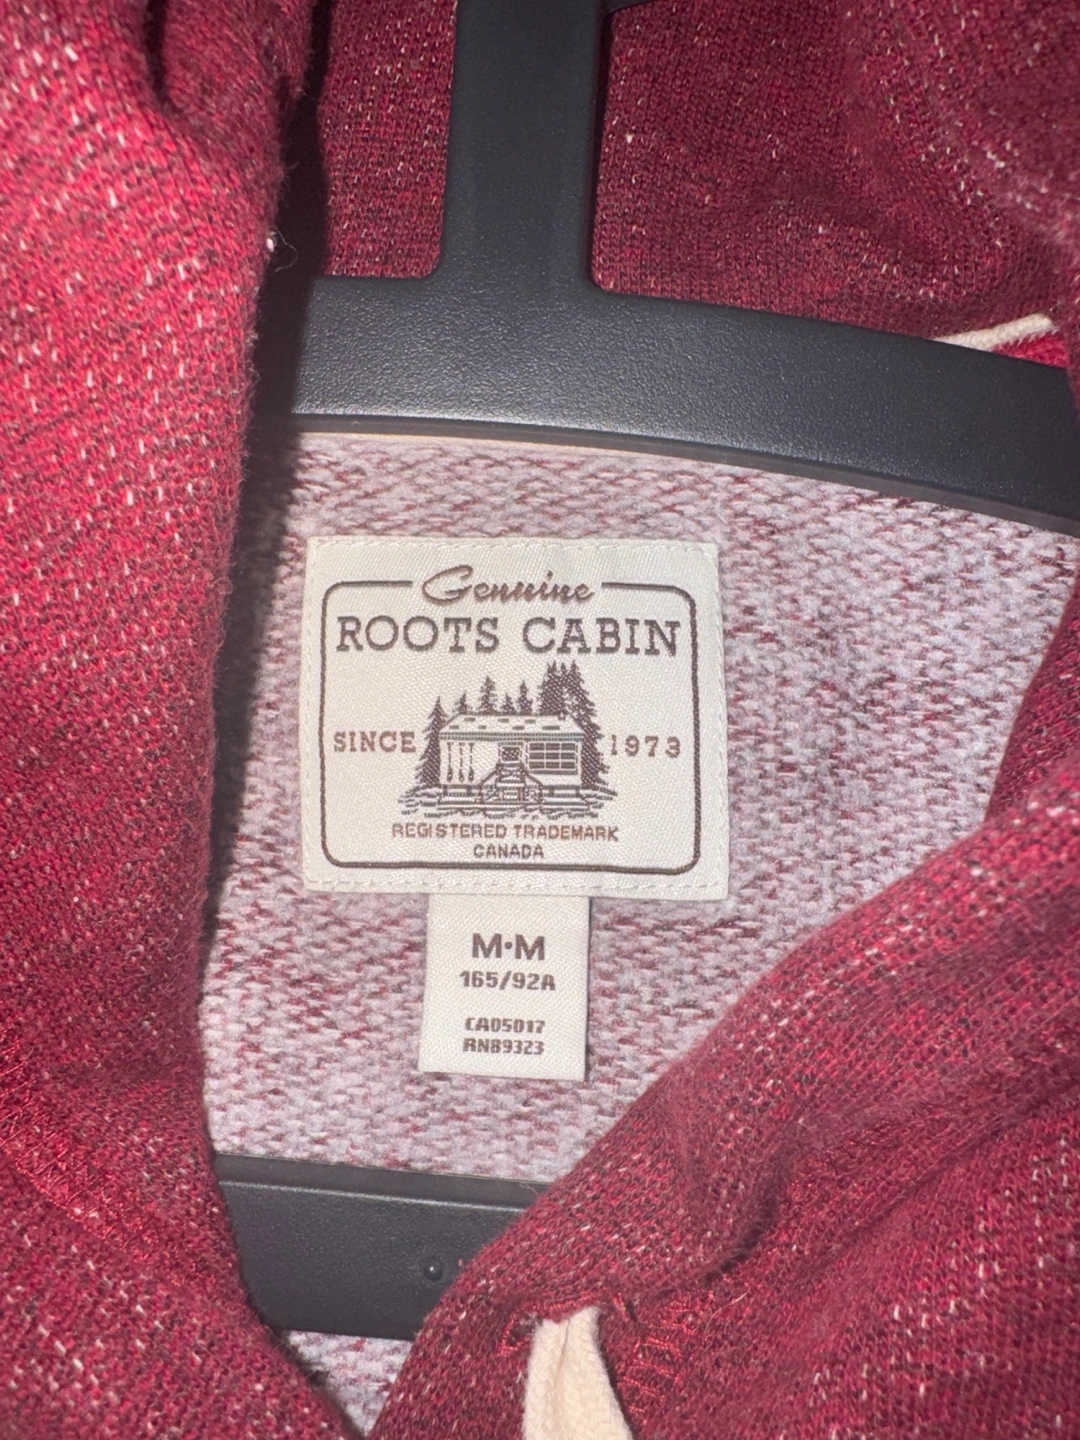 Genuine
ROOTS CABIN
SINCE 1973
REGISTERED TRADEMARK
CANADA
M·M
165/92A
CA05017
RN89323